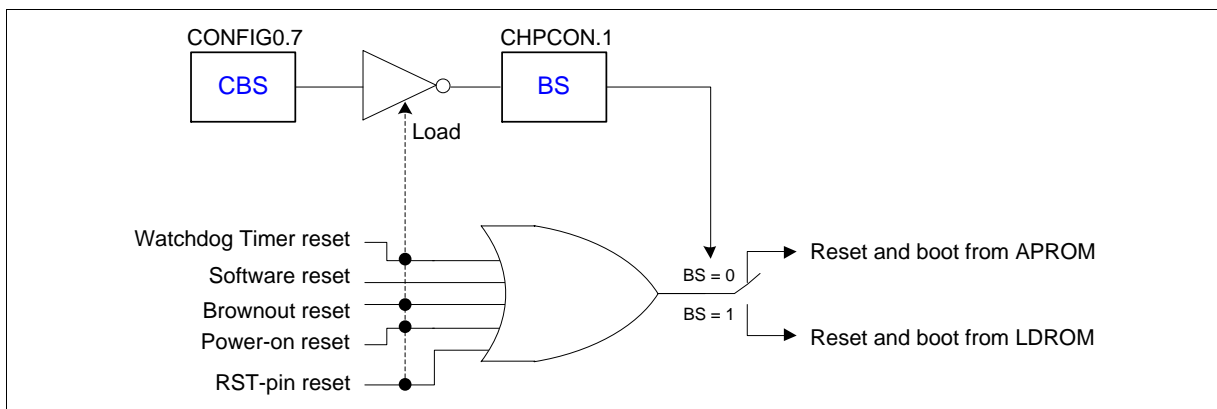 CONFIG0.7
CHPCON.1
CBS
BS
Load
Watchdog Timer reset
Software reset
Brownout reset
Power-on reset
RST-pin reset
BS = 0
BS = 1
Reset and boot from APROM
Reset and boot from LDROM